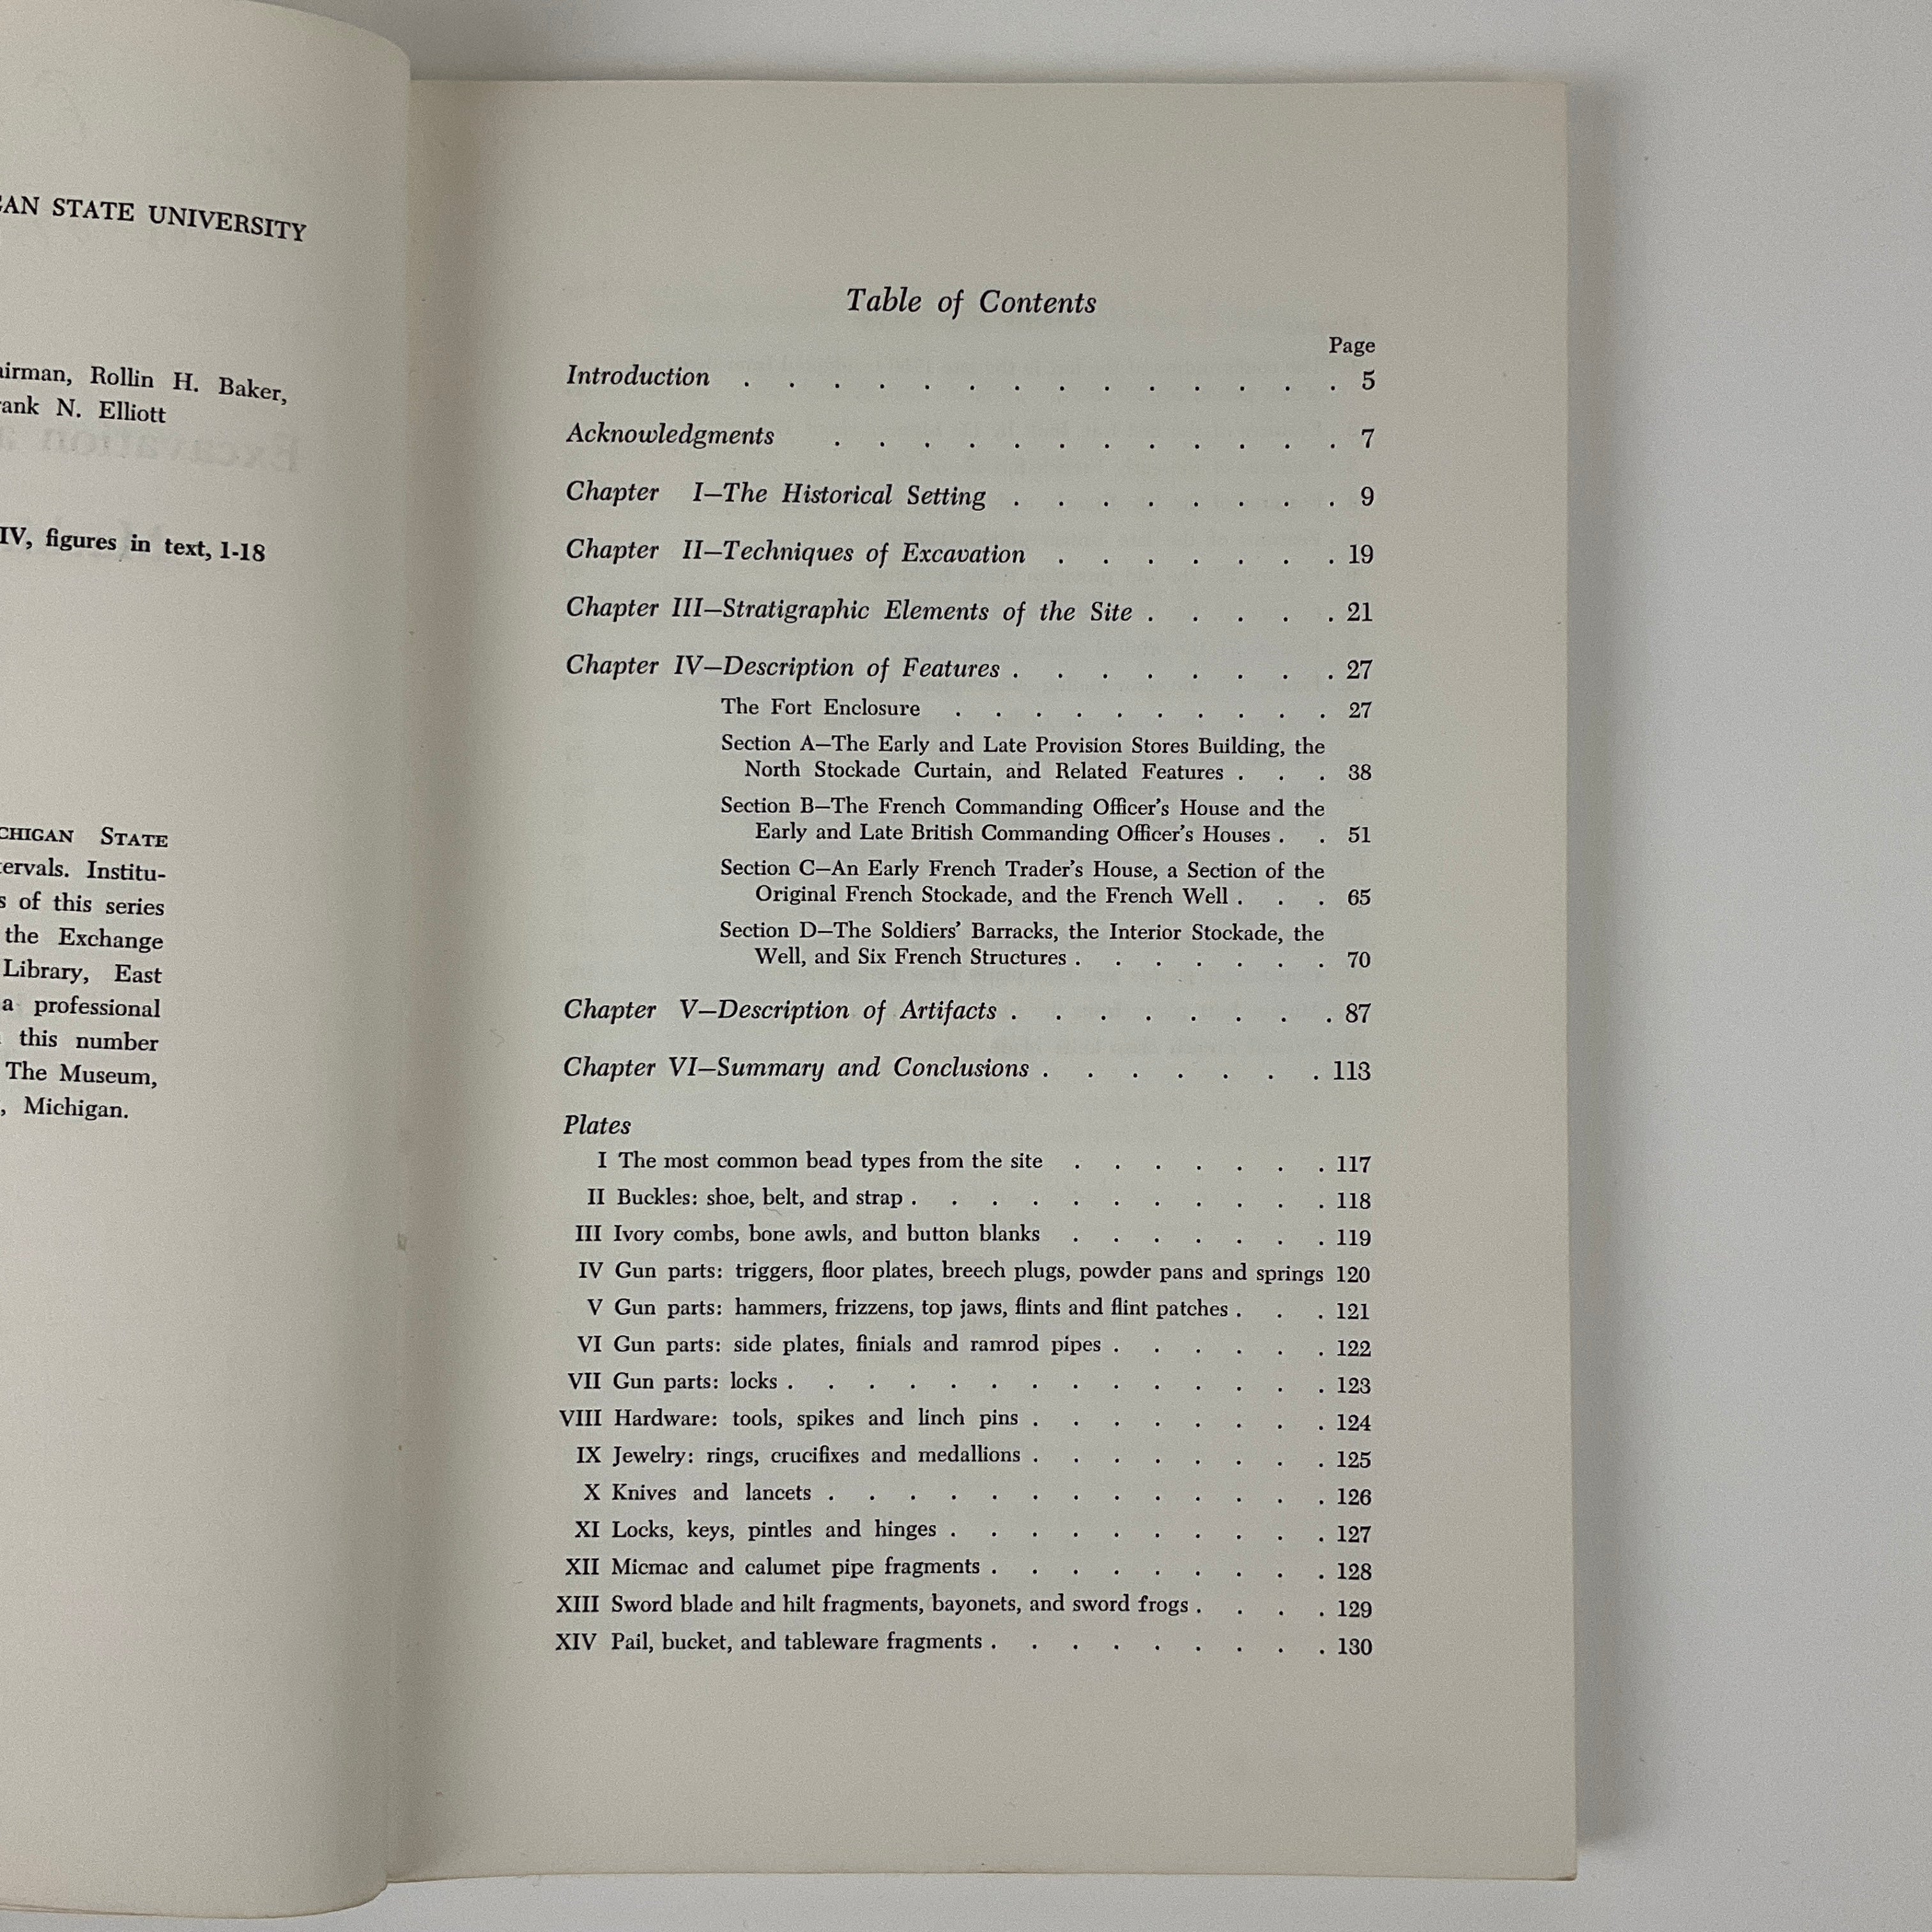 STATE UNIVERSITY
Rollin H. Baker,
N. Elliott
IV, figures in text, 1-18
STATE
Institu-
of this series
the Exchange
Library, East
a professional
this number
The Museum,
Michigan.
Table of Contents
Page
Introduction . . . . . . . . . . . . . . 5
Acknowledgments . . . . . . . . . . . . 7
Chapter I—The Historical Setting . . . . . . . . 9
Chapter II—Techniques of Excavation . . . . . . . 19
Chapter III—Stratigraphic Elements of the Site . . . . . 21
Chapter IV—Description of Features . . . . . . . . 27
The Fort Enclosure . . . . . . . . . . 27
Section A—The Early and Late Provision Stores Building, the
North Stockade Curtain, and Related Features . . . 38
Section B—The French Commanding Officer's House and the
Early and Late British Commanding Officer's Houses . . 51
Section C—An Early French Trader's House, a Section of the
Original French Stockade, and the French Well . . . 65
Section D—The Soldiers' Barracks, the Interior Stockade, the
Well, and Six French Structures . . . . . . . 70
Chapter V—Description of Artifacts . . . . . . . . 87
Chapter VI—Summary and Conclusions . . . . . . . 113
Plates
I The most common bead types from the site . . . . . . . 117
II Buckles: shoe, belt, and strap . . . . . . . . . . . 118
III Ivory combs, bone awls, and button blanks . . . . . . . 119
IV Gun parts: triggers, floor plates, breech plugs, powder pans and springs 120
V Gun parts: hammers, frizzens, top jaws, flints and flint patches . . . 121
VI Gun parts: side plates, finials and ramrod pipes . . . . . . 122
VII Gun parts: locks . . . . . . . . . . . . . . 123
VIII Hardware: tools, spikes and linch pins . . . . . . . . 124
IX Jewelry: rings, crucifixes and medallions . . . . . . . . 125
X Knives and lancets . . . . . . . . . . . . . 126
XI Locks, keys, pintles and hinges . . . . . . . . . . 127
XII Micmac and calumet pipe fragments . . . . . . . . . 128
XIII Sword blade and hilt fragments, bayonets, and sword frogs . . . . 129
XIV Pail, bucket, and tableware fragments . . . . . . . . . 130